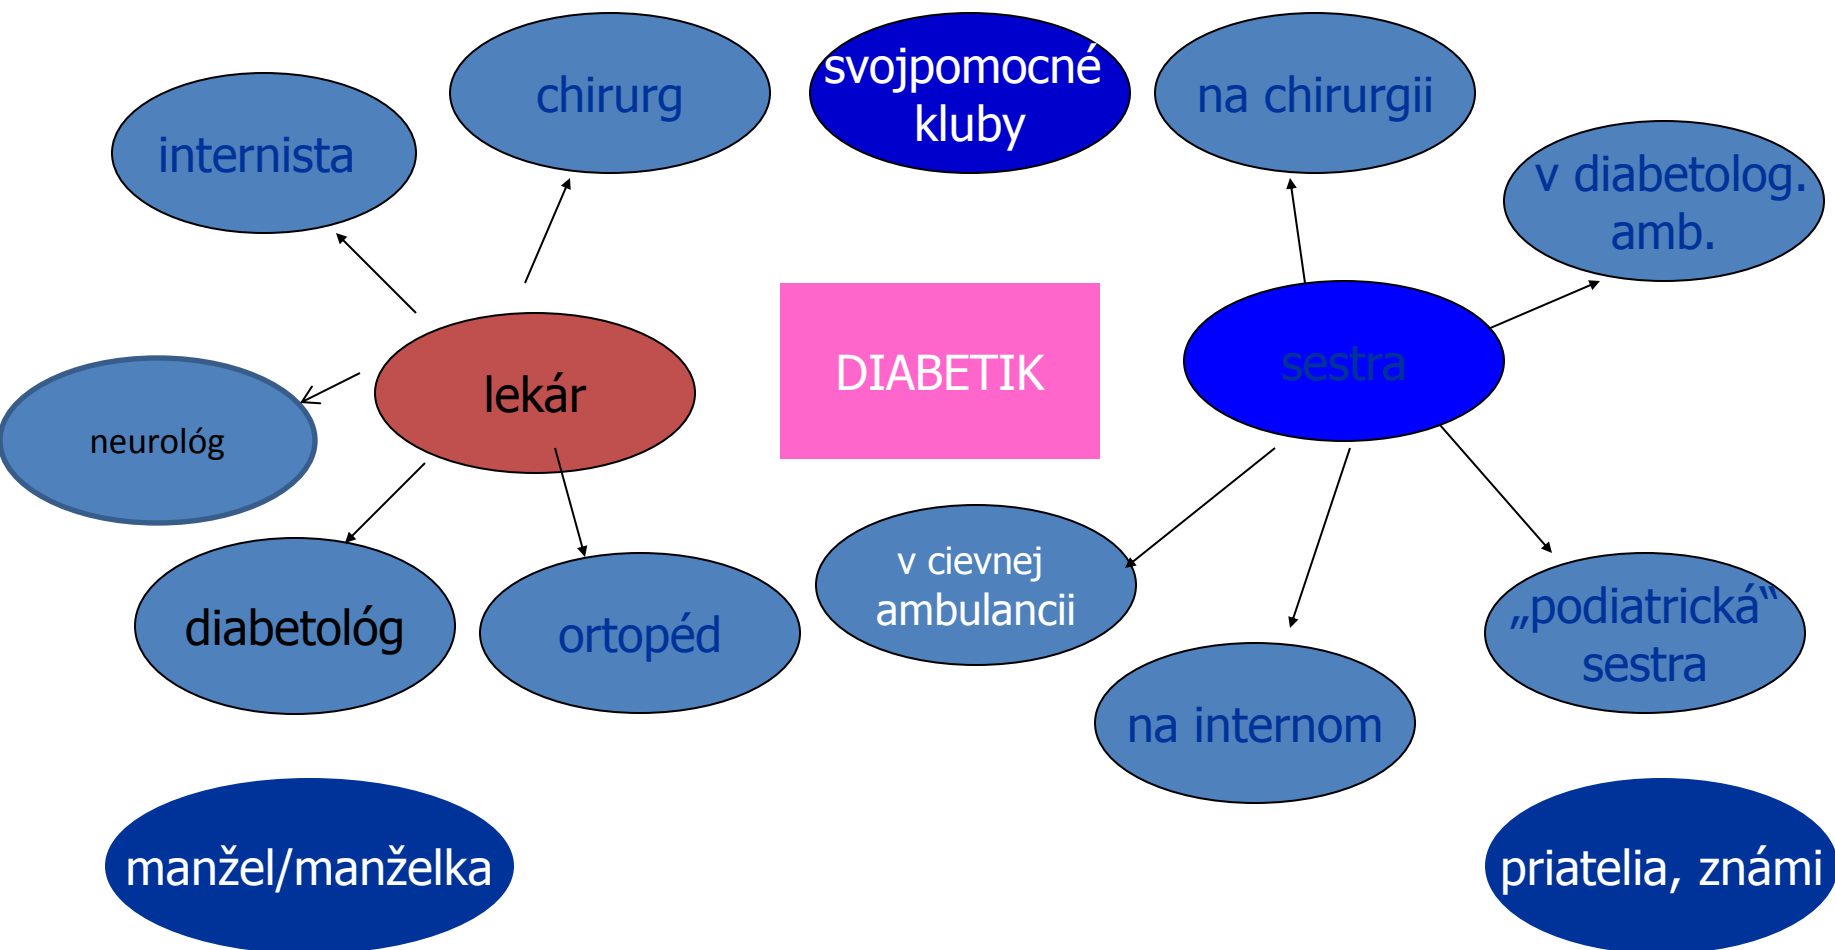 chirurg
svojpomocné
kluby
na chirurgii
internista
v diabetolog.
amb.
lekár
DIABETIK
sestra
neurológ
diabetológ
ortopéd
v cievnej
ambulancii
„podiatrická“
sestra
na internom
manžel/manželka
priatelia, známi